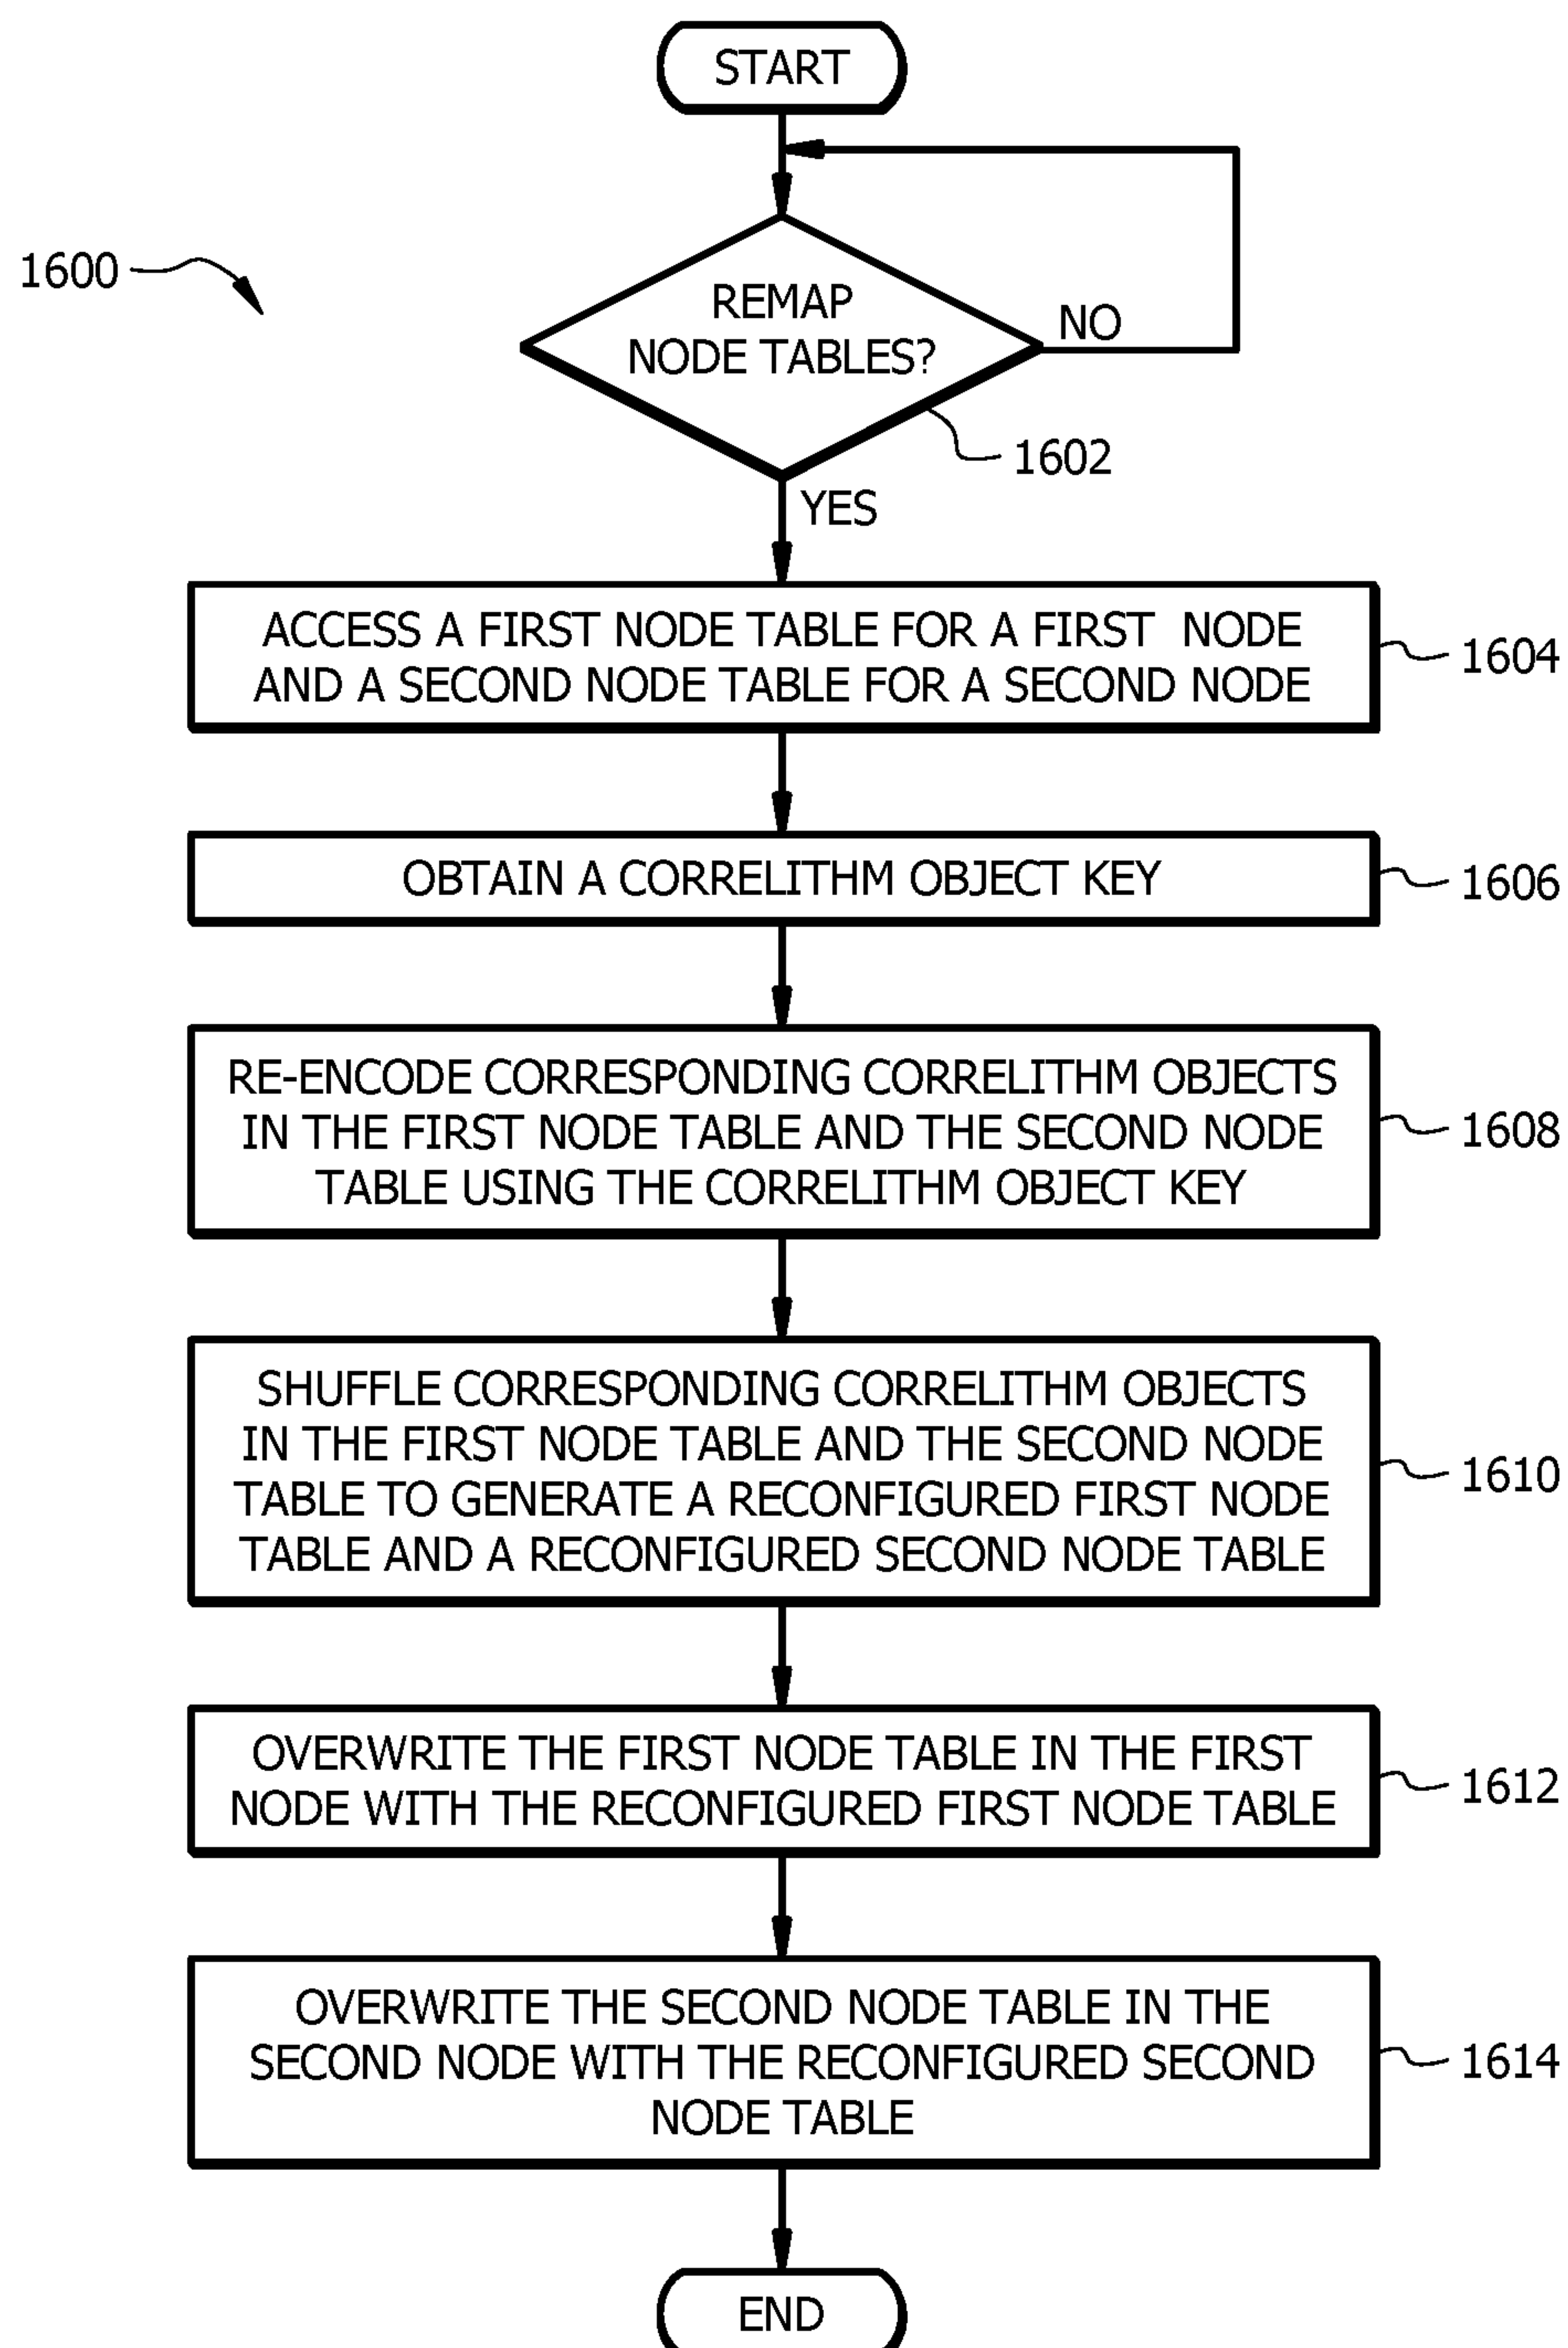 START
1600
REMAP
NODE TABLES?
NO
1602
YES
ACCESS A FIRST NODE TABLE FOR A FIRST NODE
AND A SECOND NODE TABLE FOR A SECOND NODE
1604
OBTAIN A CORRELITHM OBJECT KEY
1606
RE-ENCODE CORRESPONDING CORRELITHM OBJECTS
IN THE FIRST NODE TABLE AND THE SECOND NODE
TABLE USING THE CORRELITHM OBJECT KEY
1608
SHUFFLE CORRESPONDING CORRELITHM OBJECTS
IN THE FIRST NODE TABLE AND THE SECOND NODE
TABLE TO GENERATE A RECONFIGURED FIRST NODE
TABLE AND A RECONFIGURED SECOND NODE TABLE
1610
OVERWRITE THE FIRST NODE TABLE IN THE FIRST
NODE WITH THE RECONFIGURED FIRST NODE TABLE
1612
OVERWRITE THE SECOND NODE TABLE IN THE
SECOND NODE WITH THE RECONFIGURED SECOND
NODE TABLE
1614
END